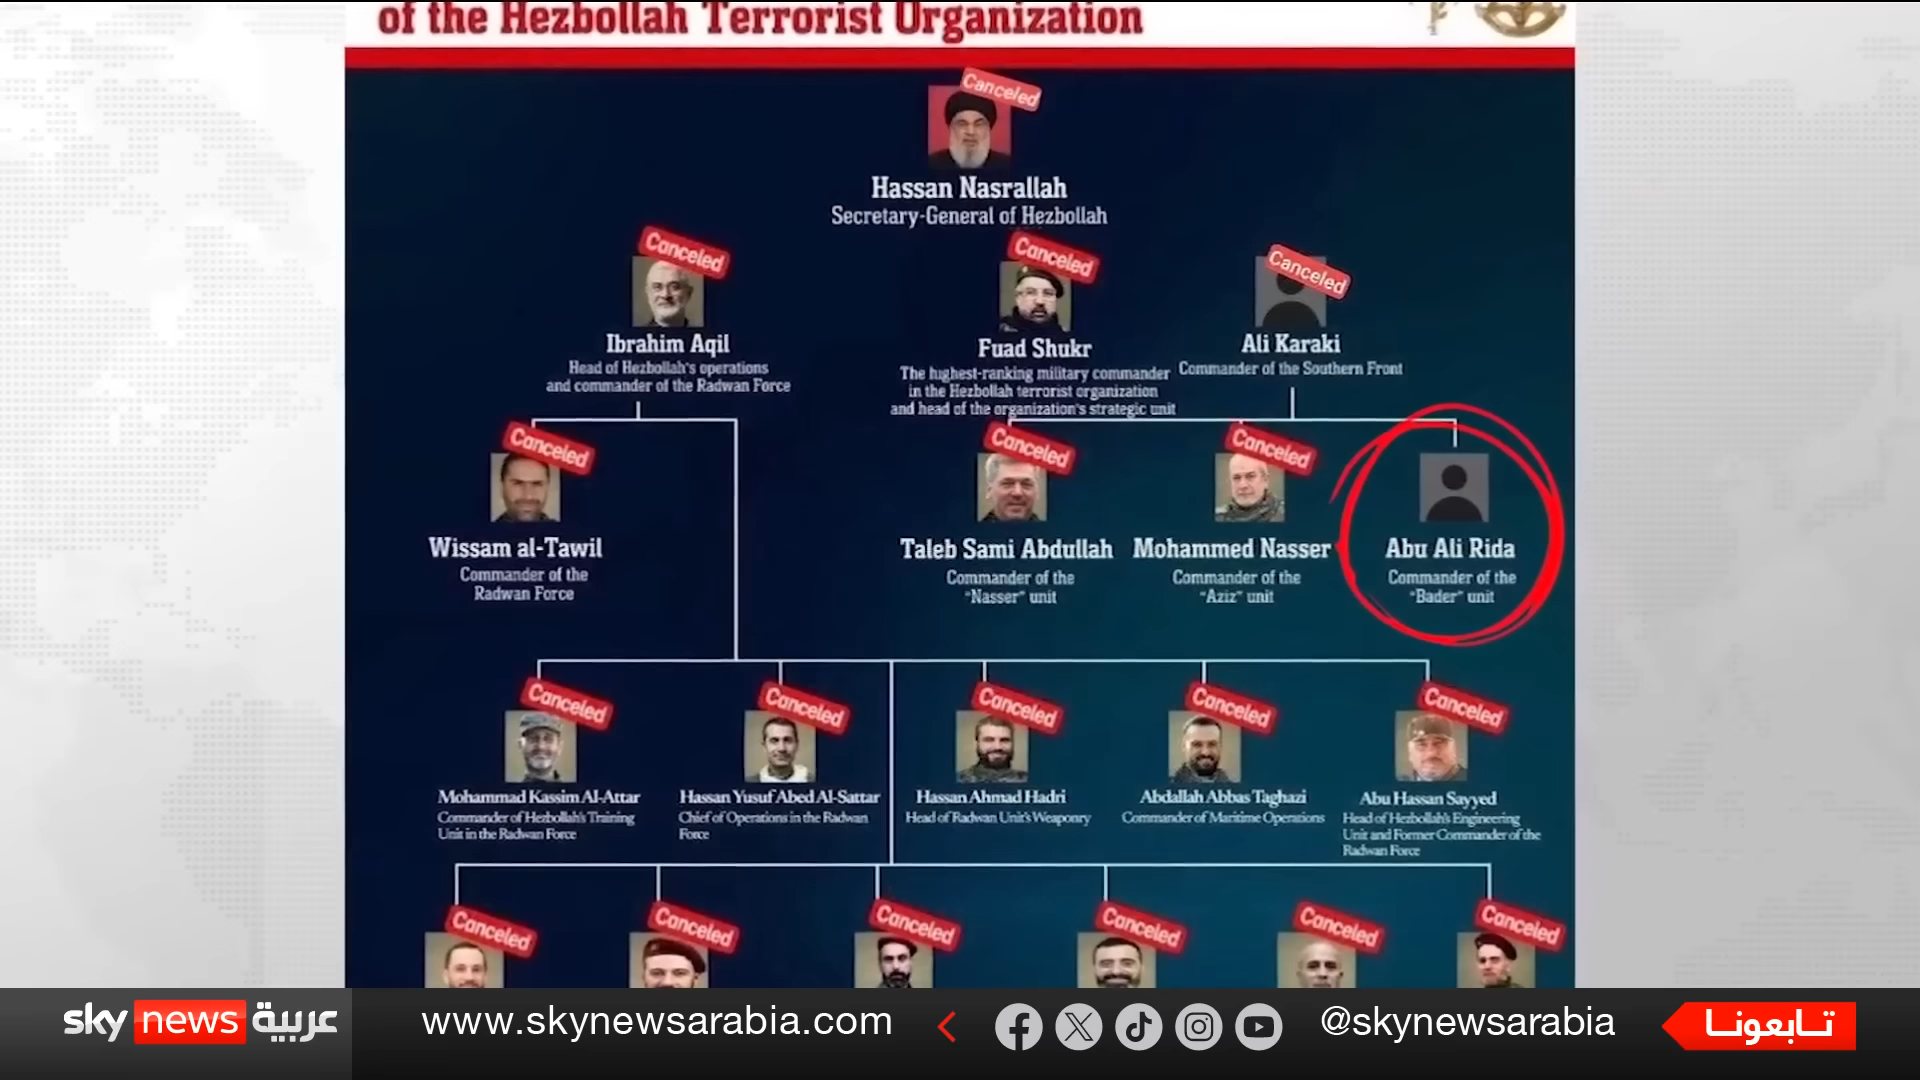 of the Hezbollah Terrorist Organization
Canceled
Hassan Nasrallah
Secretary-General of Hezbollah
Canceled
Ibrahim Aqil
Head of Hezbollah's operations
and commander of the Radwan Force
Canceled
Fuad Shukr
The highest-ranking military commander
in the Hezbollah terrorist organization
and head of the organization's strategic unit
Canceled
Ali Karaki
Commander of the Southern Front
Canceled
Wissam al-Tawil
Commander of the
Radwan Force
Canceled
Taleb Sami Abdullah
Commander of the
"Nasser" unit
Canceled
Mohammed Nasser
Commander of the
"Aziz" unit
Abu Ali Rida
Commander of the
"Bader" unit
Canceled
Mohammad Kassim Al-Attar
Commander of Hezbollah's Training
Unit in the Radwan Force
Canceled
Hassan Yusuf Abed Al-Sattar
Chief of Operations in the Radwan
Force
Canceled
Hassan Ahmad Hadri
Head of Radwan Unit's Weaponry
Canceled
Abdallah Abbas Taghazi
Commander of Maritime Operations
Canceled
Abu Hassan Sayyed
Head of Hezbollah's Engineering
Unit and Former Commander of the
Radwan Force
Canceled
Canceled
Canceled
Canceled
Canceled
Canceled
sky news عربية
www.skynewsarabia.com
@skynewsarabia
تابعونا